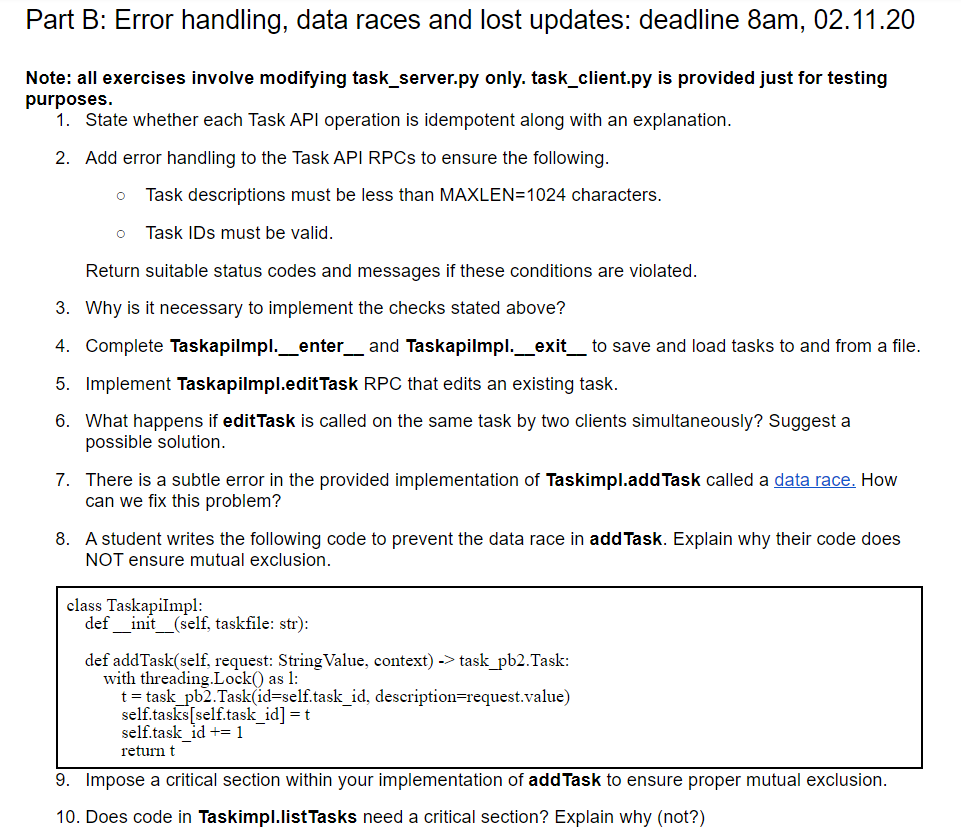 Part B: Error handling, data races and lost updates: deadline 8am, 02.11.20
Note: all exercises involve modifying task_server.py only. task_client.py is provided just for testing
purposes.
1. State whether each Task API operation is idempotent along with an explanation.
2. Add error handling to the Task API RPCs to ensure the following.
○ Task descriptions must be less than MAXLEN=1024 characters.
○ Task IDs must be valid.
Return suitable status codes and messages if these conditions are violated.
3. Why is it necessary to implement the checks stated above?
4. Complete TaskapiImpl.__enter__ and TaskapiImpl.__exit__ to save and load tasks to and from a file.
5. Implement TaskapiImpl.editTask RPC that edits an existing task.
6. What happens if editTask is called on the same task by two clients simultaneously? Suggest a
possible solution.
7. There is a subtle error in the provided implementation of Taskimpl.addTask called a data race. How
can we fix this problem?
8. A student writes the following code to prevent the data race in addTask. Explain why their code does
NOT ensure mutual exclusion.
class TaskapiImpl:
def __init__(self, taskfile: str):
def addTask(self, request: StringValue, context) -> task_pb2.Task:
with threading.Lock() as l:
t = task_pb2.Task(id=self.task_id, description=request.value)
self.tasks[self.task_id] = t
self.task_id += 1
return t
9. Impose a critical section within your implementation of addTask to ensure proper mutual exclusion.
10. Does code in Taskimpl.listTasks need a critical section? Explain why (not?)